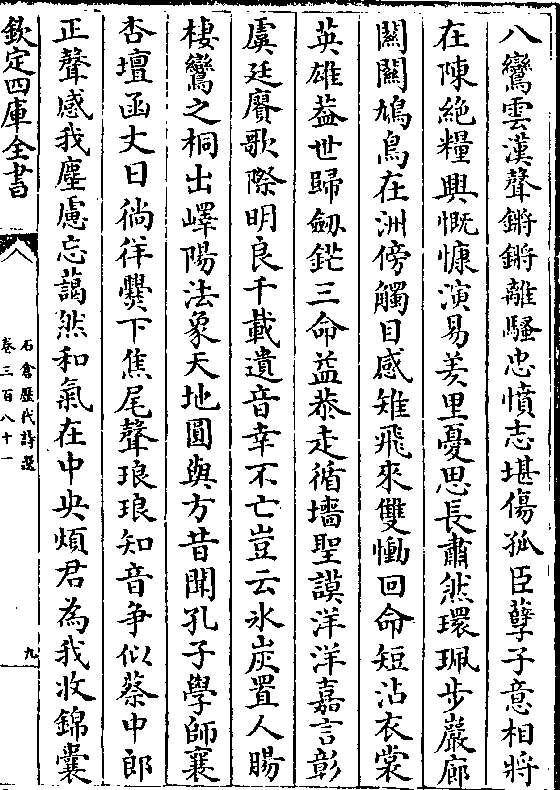 八鸞雲漢聲鏘鏘離騷忠憤志堪傷孤臣孽子意相將
在陳絶糧興慨慷演易羑里憂思長肅然環珮步巖廊
關關鳩鳥在洲傍觸目感雉飛來雙慟回命短沾衣裳
英雄葢世歸劔鋩三命益恭走循墻聖謨洋洋嘉言彰
虞廷賡歌際明良千載遺音幸不亡豈云氷炭置人腸
棲鸞之桐出嶧陽法象天地圓與方昔聞孔子學師襄
杏壇函丈日徜徉爨下焦尾聲琅琅知音争似蔡中郎
正聲感我塵慮忘藹然和氣在中央煩君為我收錦囊
欽定四庫全書
石倉歴代詩選
卷三百八十一
九